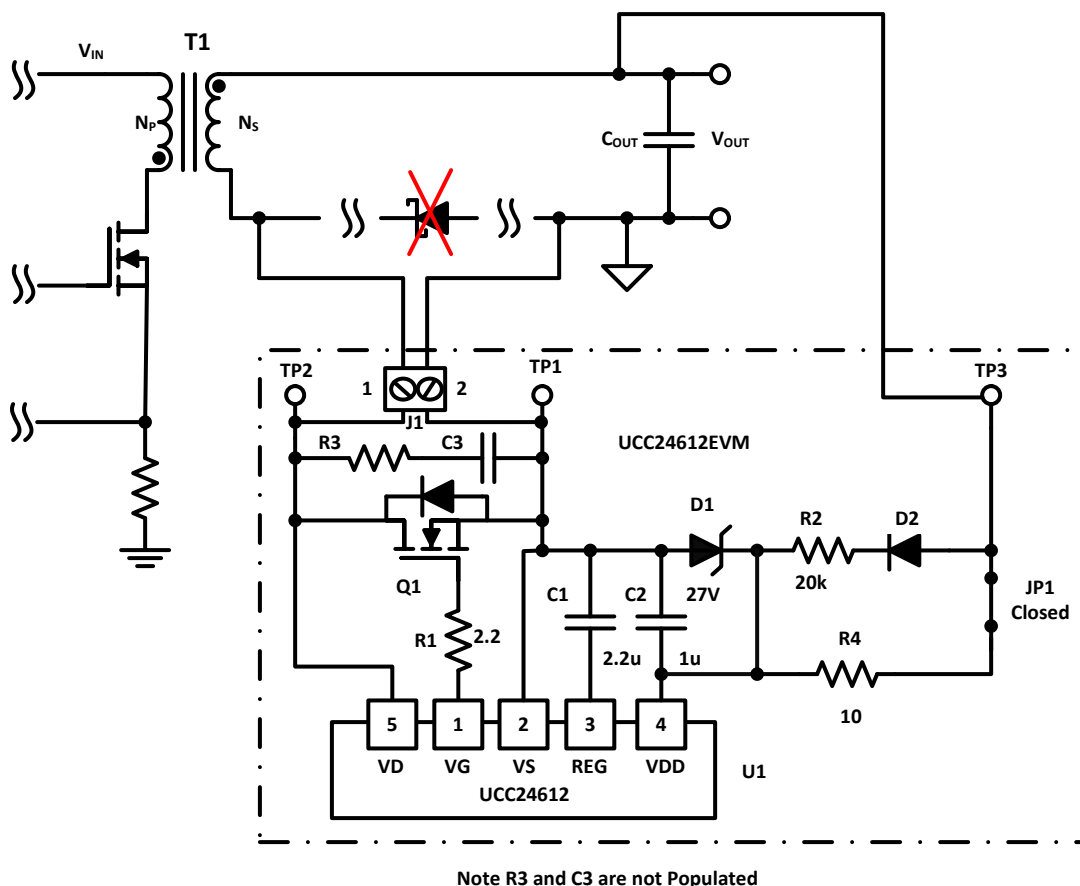 T1
VIN
NP
NS
COUT
VOUT
TP2
1
2
TP1
TP3
J1
R3
C3
UCC24612EVM
D1
R2
D2
Q1
C1
C2
27V
20k
JP1
Closed
R1
2.2
R4
2.2u
1u
10
5
1
2
3
4
VD
VG
VS
REG
VDD
U1
UCC24612
Note R3 and C3 are not Populated